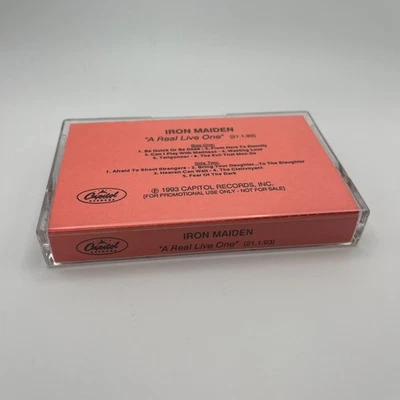 IRON MAIDEN
"A Real Live One" (21.1.93)
Side One:
1. Be Quick Or Be Dead • 2. From Here To Eternity
3. Can I Play With Madness • 4. Wasting Love
5. Tailgunner • 6. The Evil That Men Do
Side Two:
1. Afraid To Shoot Strangers • 2. Bring Your Daughter...To The Slaughter
3. Heaven Can Wait • 4. The Clairvoyant
5. Fear Of The Dark
Capitol
℗ 1993 CAPITOL RECORDS, INC.
(FOR PROMOTIONAL USE ONLY - NOT FOR SALE)
Capitol
IRON MAIDEN
"A Real Live One" (21.1.93)